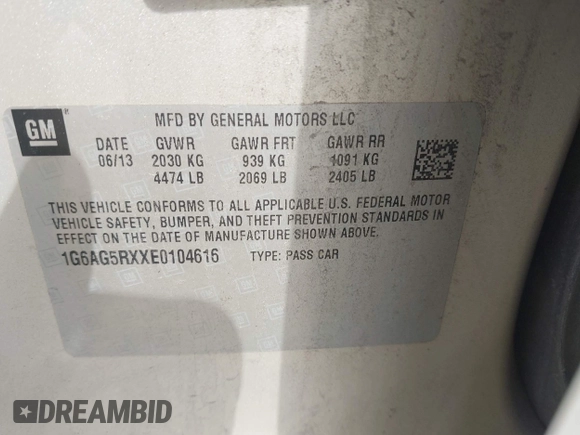 GM
MFD BY GENERAL MOTORS LLC
DATE GVWR GAWR FRT GAWR RR
06/13 2030 KG 939 KG 1091 KG
4474 LB 2069 LB 2405 LB
THIS VEHICLE CONFORMS TO ALL APPLICABLE U.S. FEDERAL MOTOR
VEHICLE SAFETY, BUMPER, AND THEFT PREVENTION STANDARDS IN
EFFECT ON THE DATE OF MANUFACTURE SHOWN ABOVE.
1G6AG5RXXE0104616 TYPE: PASS CAR
DREAMBID